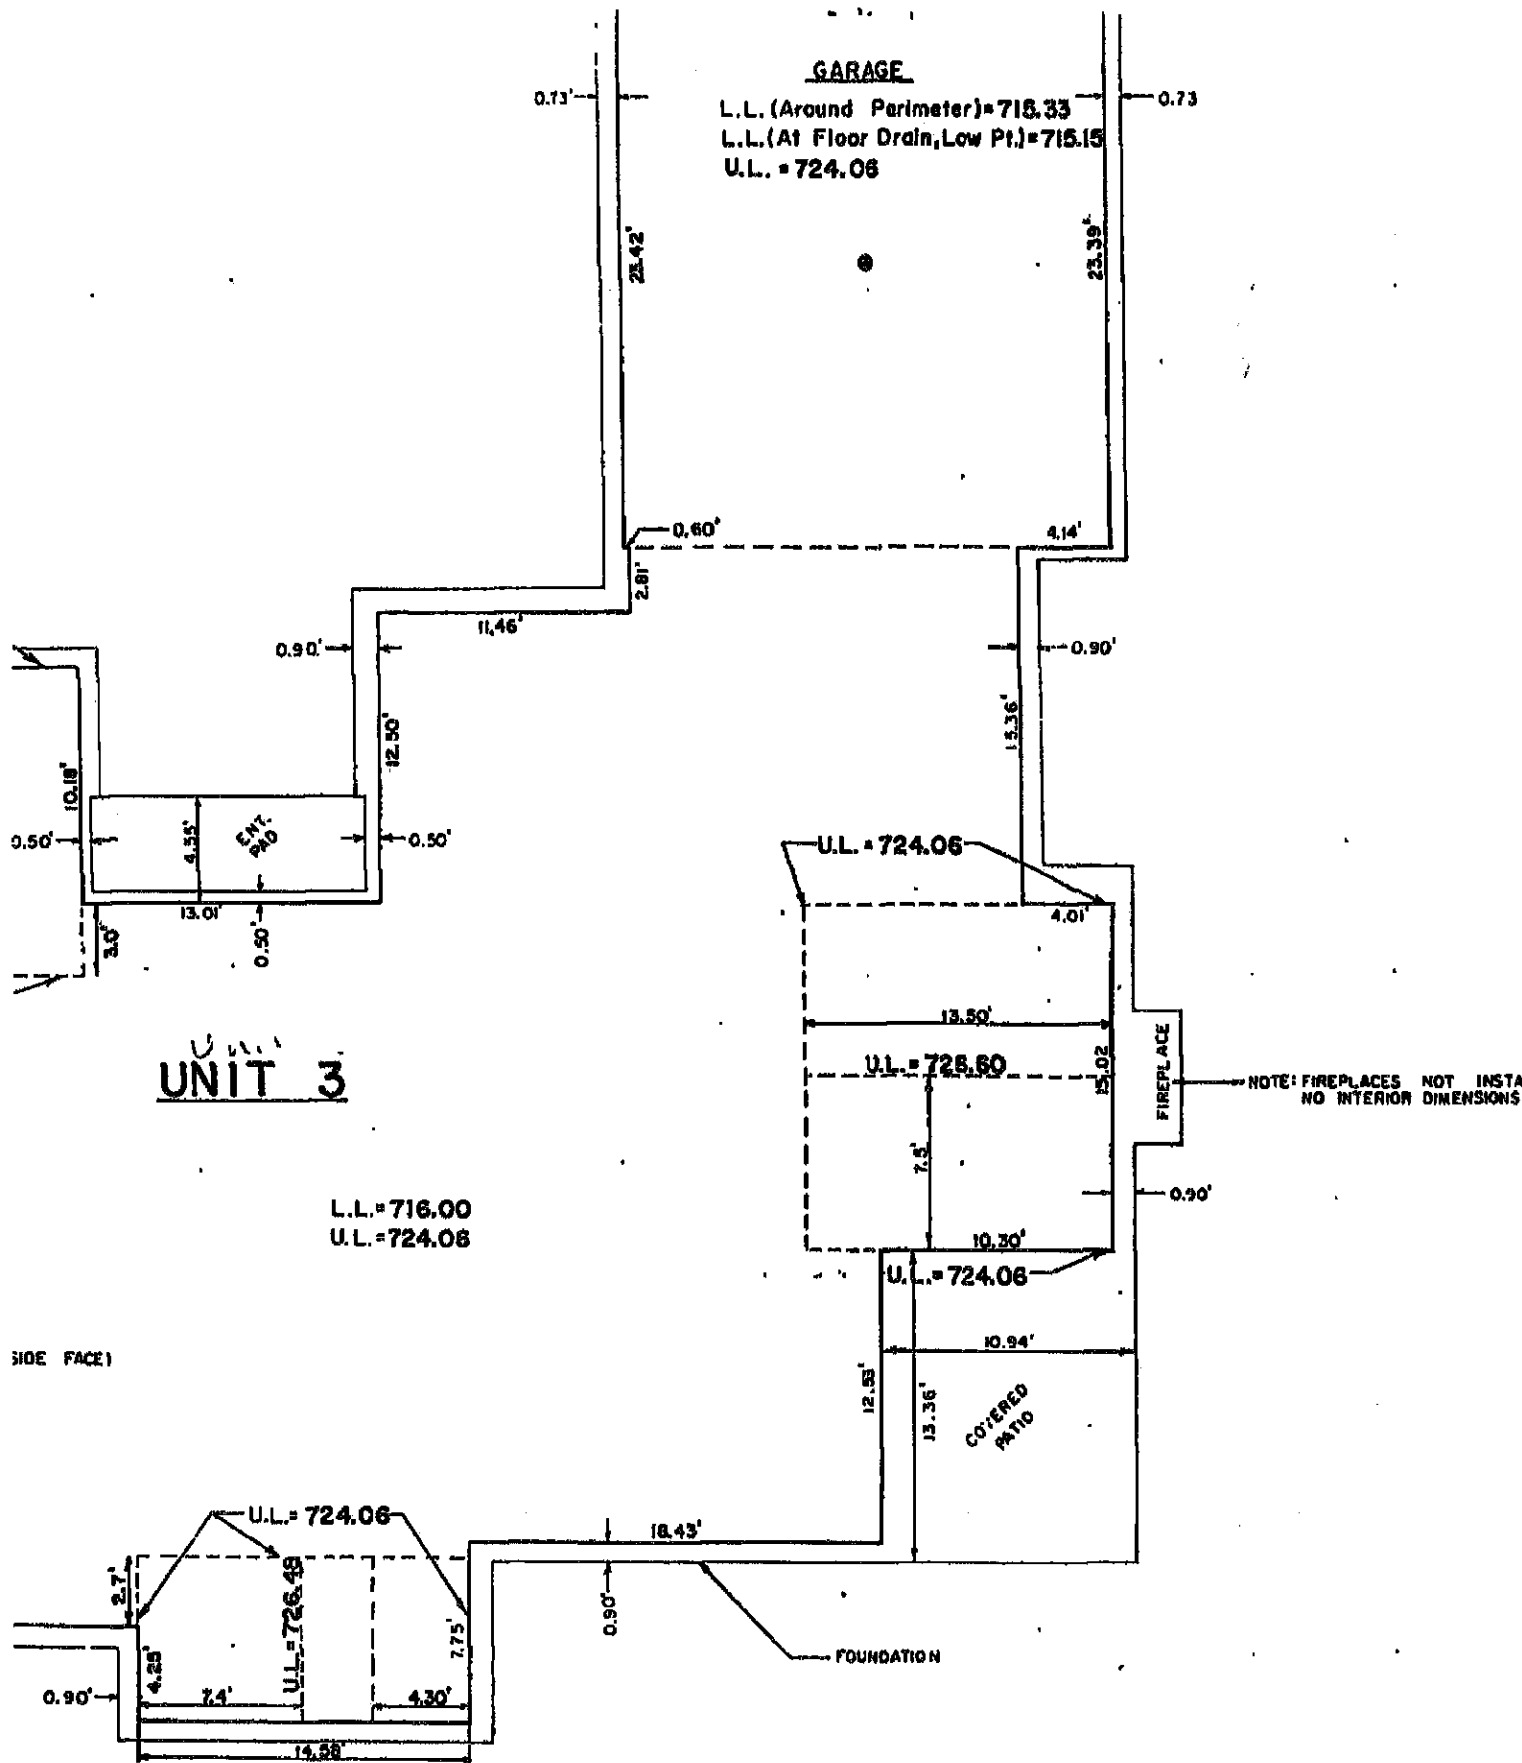 GARAGE
0.73'
0.73
L.L. (Around Perimeter)=715.33
L.L.(At Floor Drain, Low Pt.)=715.15
U.L. = 724.06
23.42'
23.39'
0.60'
4.14'
2.81'
11.46'
0.90'
0.90'
15.36'
12.50'
10.18'
4.55'
ENT.
PAD
0.50'
0.50'
U.L. = 724.06
13.01'
4.01'
3.0'
0.50'
13.50'
UNIT 3
15.02
FIREPLACE
NOTE: FIREPLACES NOT INSTA
NO INTERIOR DIMENSIONS
7.5'
0.90'
L.L.=716.00
U.L.=724.06
10.30'
U.L.=724.06
SIDE FACE)
10.94'
12.53'
13.36'
COVERED
PATIO
U.L.=724.06
18.43'
2.7'
U.L.=726.48
0.90'
7.75'
FOUNDATION
4.25'
0.90'
7.4'
4.30'
14.58'